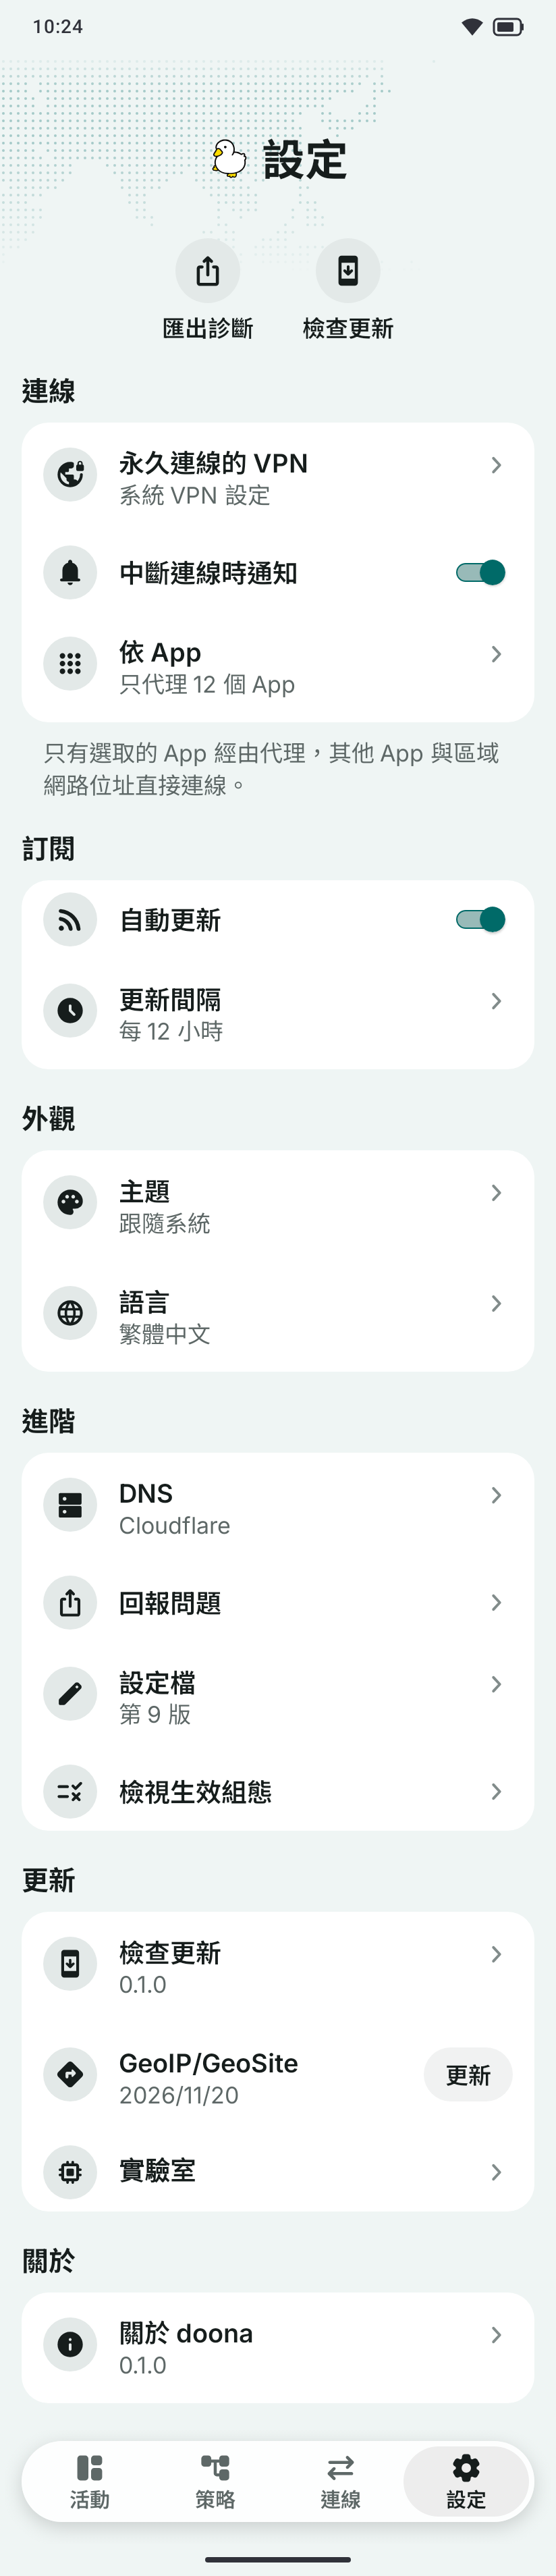 10:24
設定
匯出診斷
檢查更新
連線
永久連線的 VPN
系統 VPN 設定
中斷連線時通知
依 App
只代理 12 個 App
只有選取的 App 經由代理，其他 App 與區域
網路位址直接連線。
訂閱
自動更新
更新間隔
每 12 小時
外觀
主題
跟隨系統
語言
繁體中文
進階
DNS
Cloudflare
回報問題
設定檔
第 9 版
檢視生效組態
更新
檢查更新
0.1.0
GeoIP/GeoSite
2026/11/20
更新
實驗室
關於
關於 doona
0.1.0
活動
策略
連線
設定